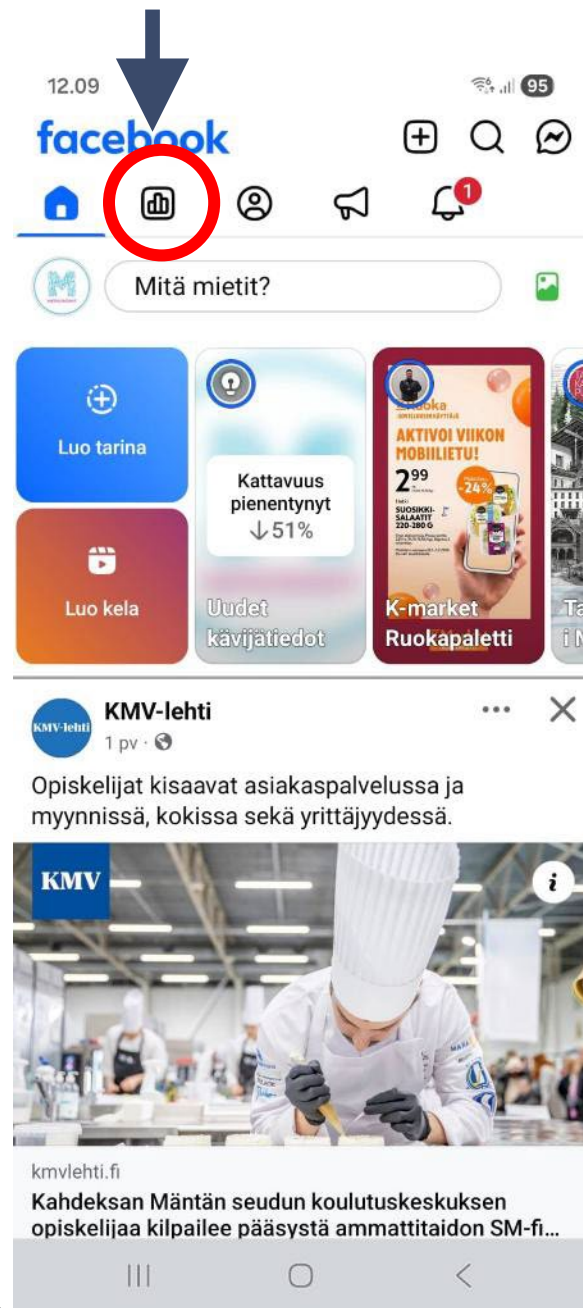 12.09
95
facebook
1
Mitä mietit?
Luo tarina
Luo kela
Kattavuus
pienentynyt
↓51%
Uudet
kävijätiedot
AKTIVOI VIIKON
MOBIILIETU!
2⁹⁹
-24%
SUOSIKKI-
SALAATIT
220-280 G
K-market
Ruokapaletti
KMV-lehti
KMV-lehti
1 pv ·
Opiskelijat kisaavat asiakaspalvelussa ja
myynnissä, kokissa sekä yrittäjyydessä.
KMV
i
kmvlehti.fi
Kahdeksan Mäntän seudun koulutuskeskuksen
opiskelijaa kilpailee pääsystä ammattitaidon SM-fi...